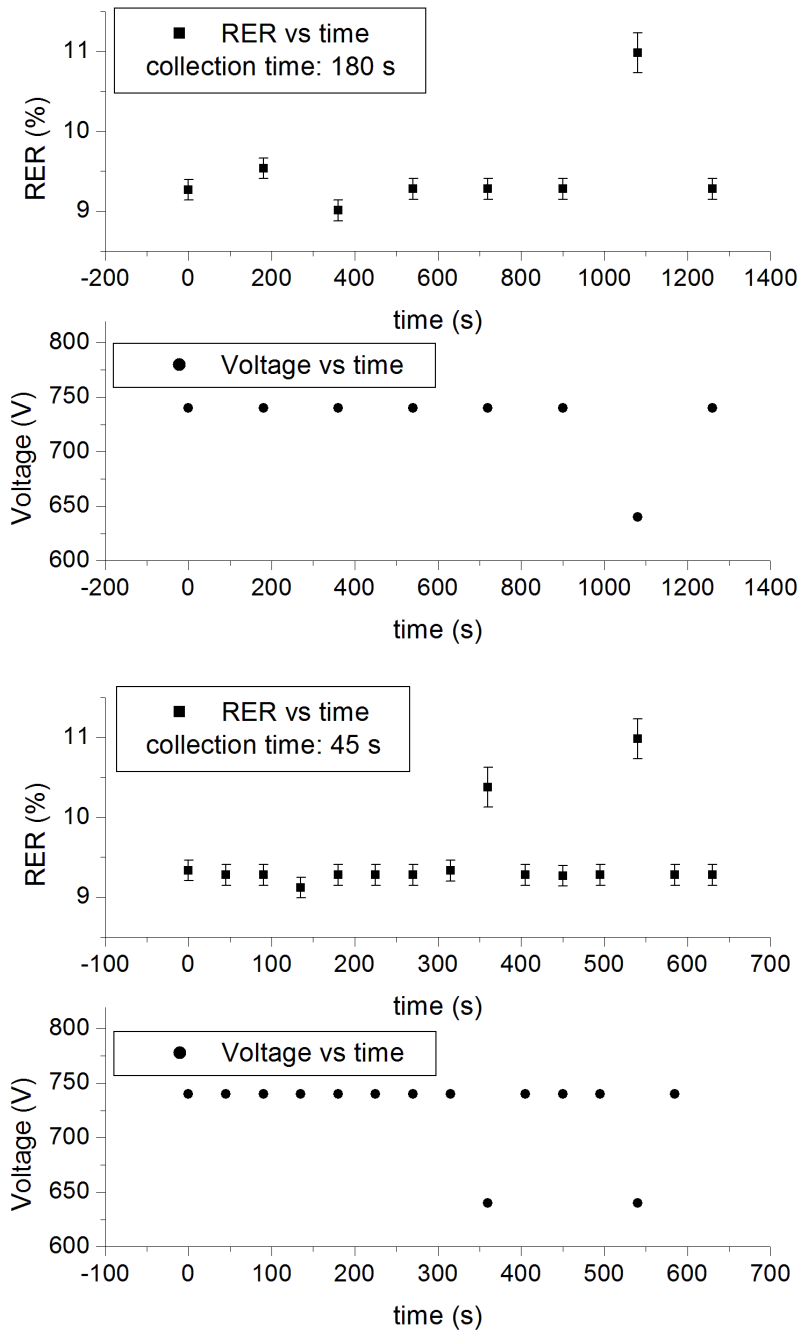 RER vs time
collection time: 180 s
RER (%)
11
10
9
-200 0 200 400 600 800 1000 1200 1400
time (s)
Voltage vs time
Voltage (V)
800
750
700
650
600
-200 0 200 400 600 800 1000 1200 1400
time (s)
RER vs time
collection time: 45 s
RER (%)
11
10
9
-100 0 100 200 300 400 500 600 700
time (s)
Voltage vs time
Voltage (V)
800
750
700
650
600
-100 0 100 200 300 400 500 600 700
time (s)